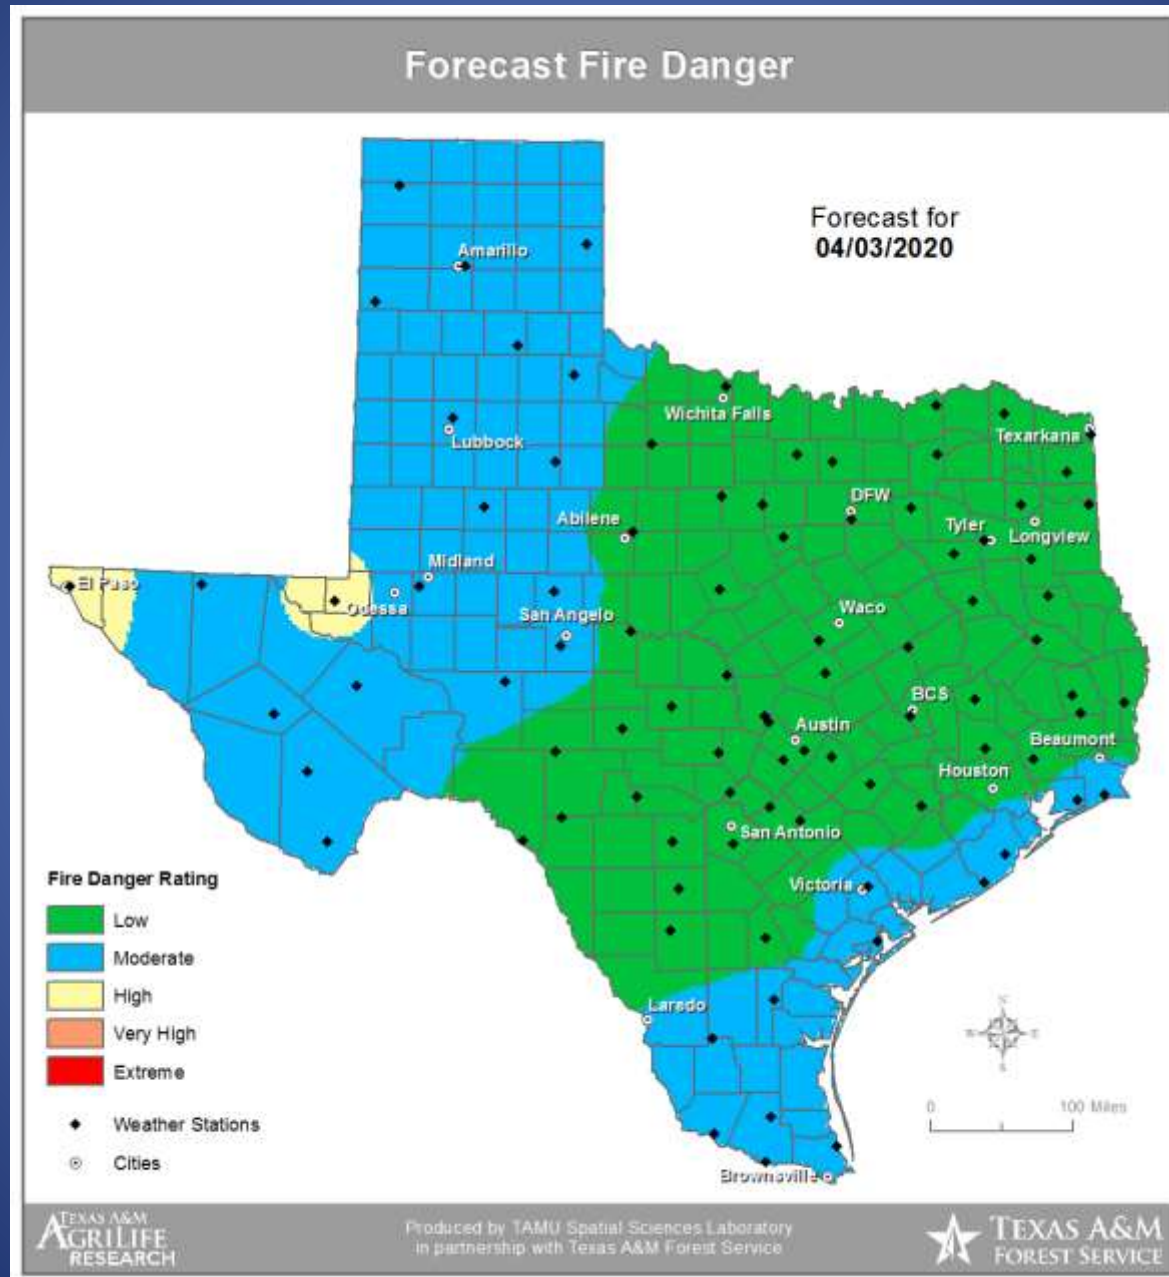 Forecast Fire Danger
Forecast for
04/03/2020
Amarillo
Wichita Falls
Texarkana
Lubbock
DFW
Abilene
Tyler
Longview
Midland
El Paso
Odessa
San Angelo
Waco
BCS
Austin
Beaumont
Houston
San Antonio
Victoria
Laredo
Brownsville
Fire Danger Rating
Low
Moderate
High
Very High
Extreme
Weather Stations
Cities
N
W
E
S
0
100 Miles
TEXAS A&M
AGRILIFE
RESEARCH
Produced by TAMU Spatial Sciences Laboratory
in partnership with Texas A&M Forest Service
TEXAS A&M
FOREST SERVICE